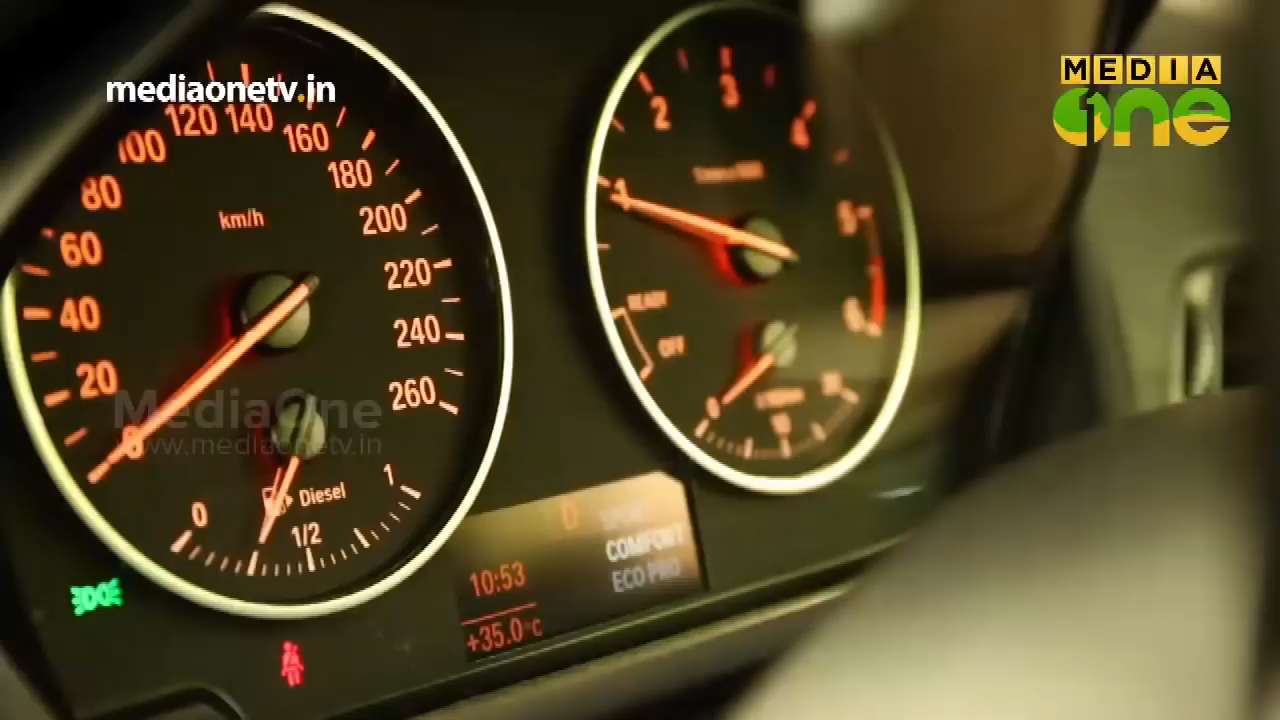 mediaonetv.in
MEDIA
One
120 140
100
160
80
180
60
200
km/h
40
220
20
240
0
260
Diesel
0
1/2
1
1
2
3
4
5
6
READY
OFF
0
10
MediaOne
www.mediaonetv.in
D
COMFORT
ECO PRO
10:53
+35.0°C